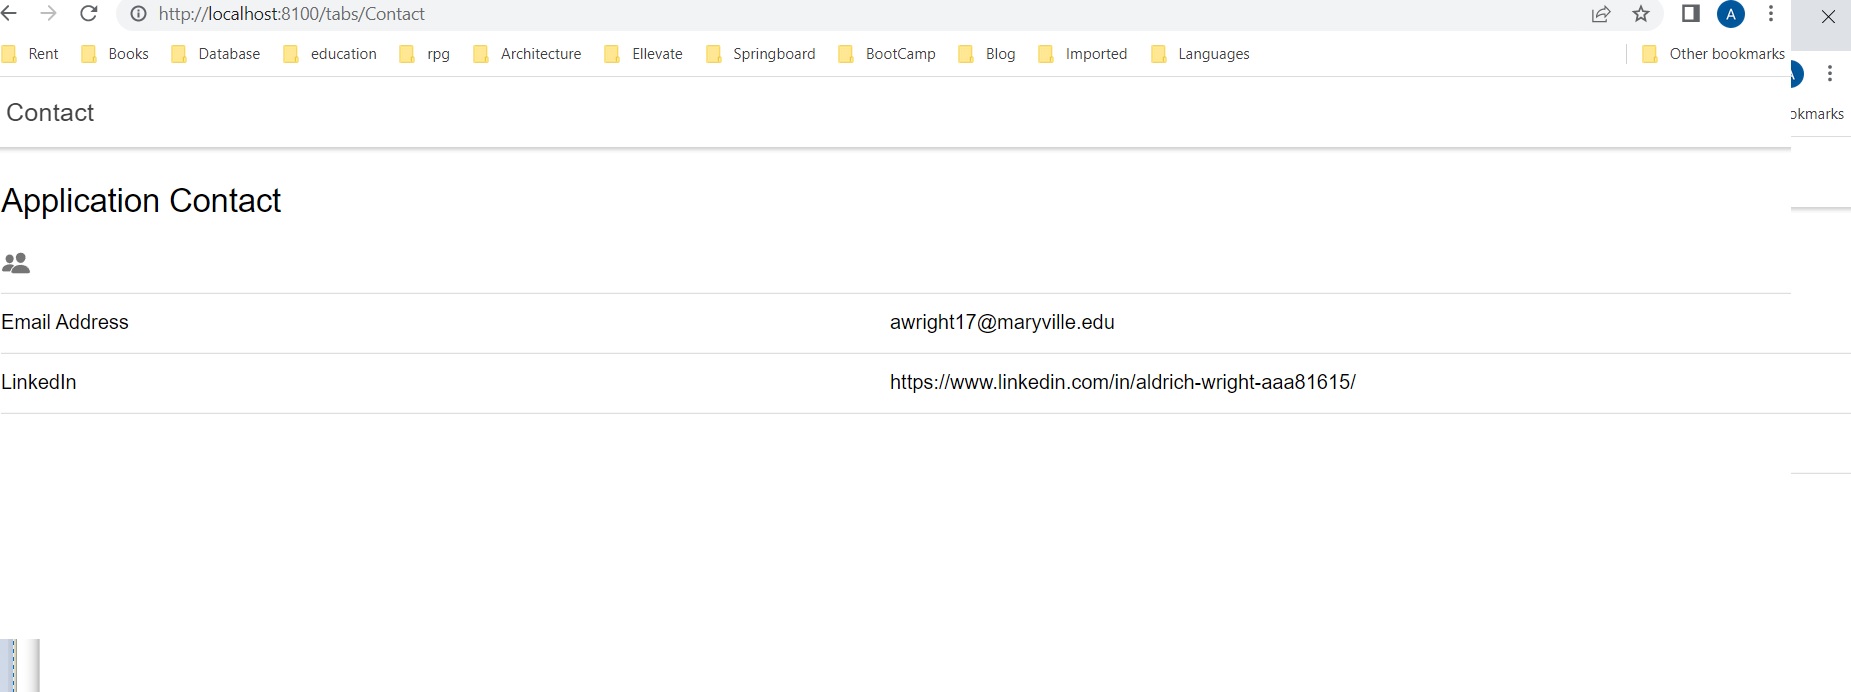 http://localhost:8100/tabs/Contact
A
Rent Books Database education rpg Architecture Ellevate Springboard BootCamp Blog Imported Languages Other bookmarks
okmarks
Contact
Application Contact
Email Address awright17@maryville.edu
LinkedIn https://www.linkedin.com/in/aldrich-wright-aaa81615/